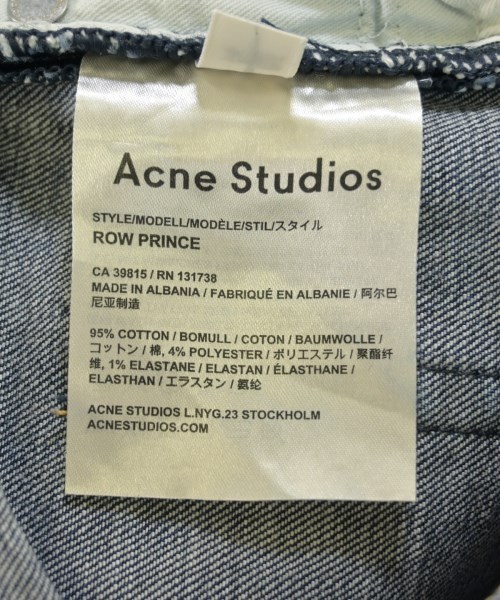 Acne Studios
STYLE/MODELL/MODÈLE/STIL/スタイル
ROW PRINCE
CA 39815 / RN 131738
MADE IN ALBANIA / FABRIQUÉ EN ALBANIE / 阿尔巴
尼亚制造
95% COTTON / BOMULL / COTON / BAUMWOLLE /
コットン / 棉, 4% POLYESTER / ポリエステル / 聚酯纤
维, 1% ELASTANE / ELASTAN / ÉLASTHANE /
ELASTHAN / エラスタン / 氨纶
ACNE STUDIOS L.NYG.23 STOCKHOLM
ACNESTUDIOS.COM